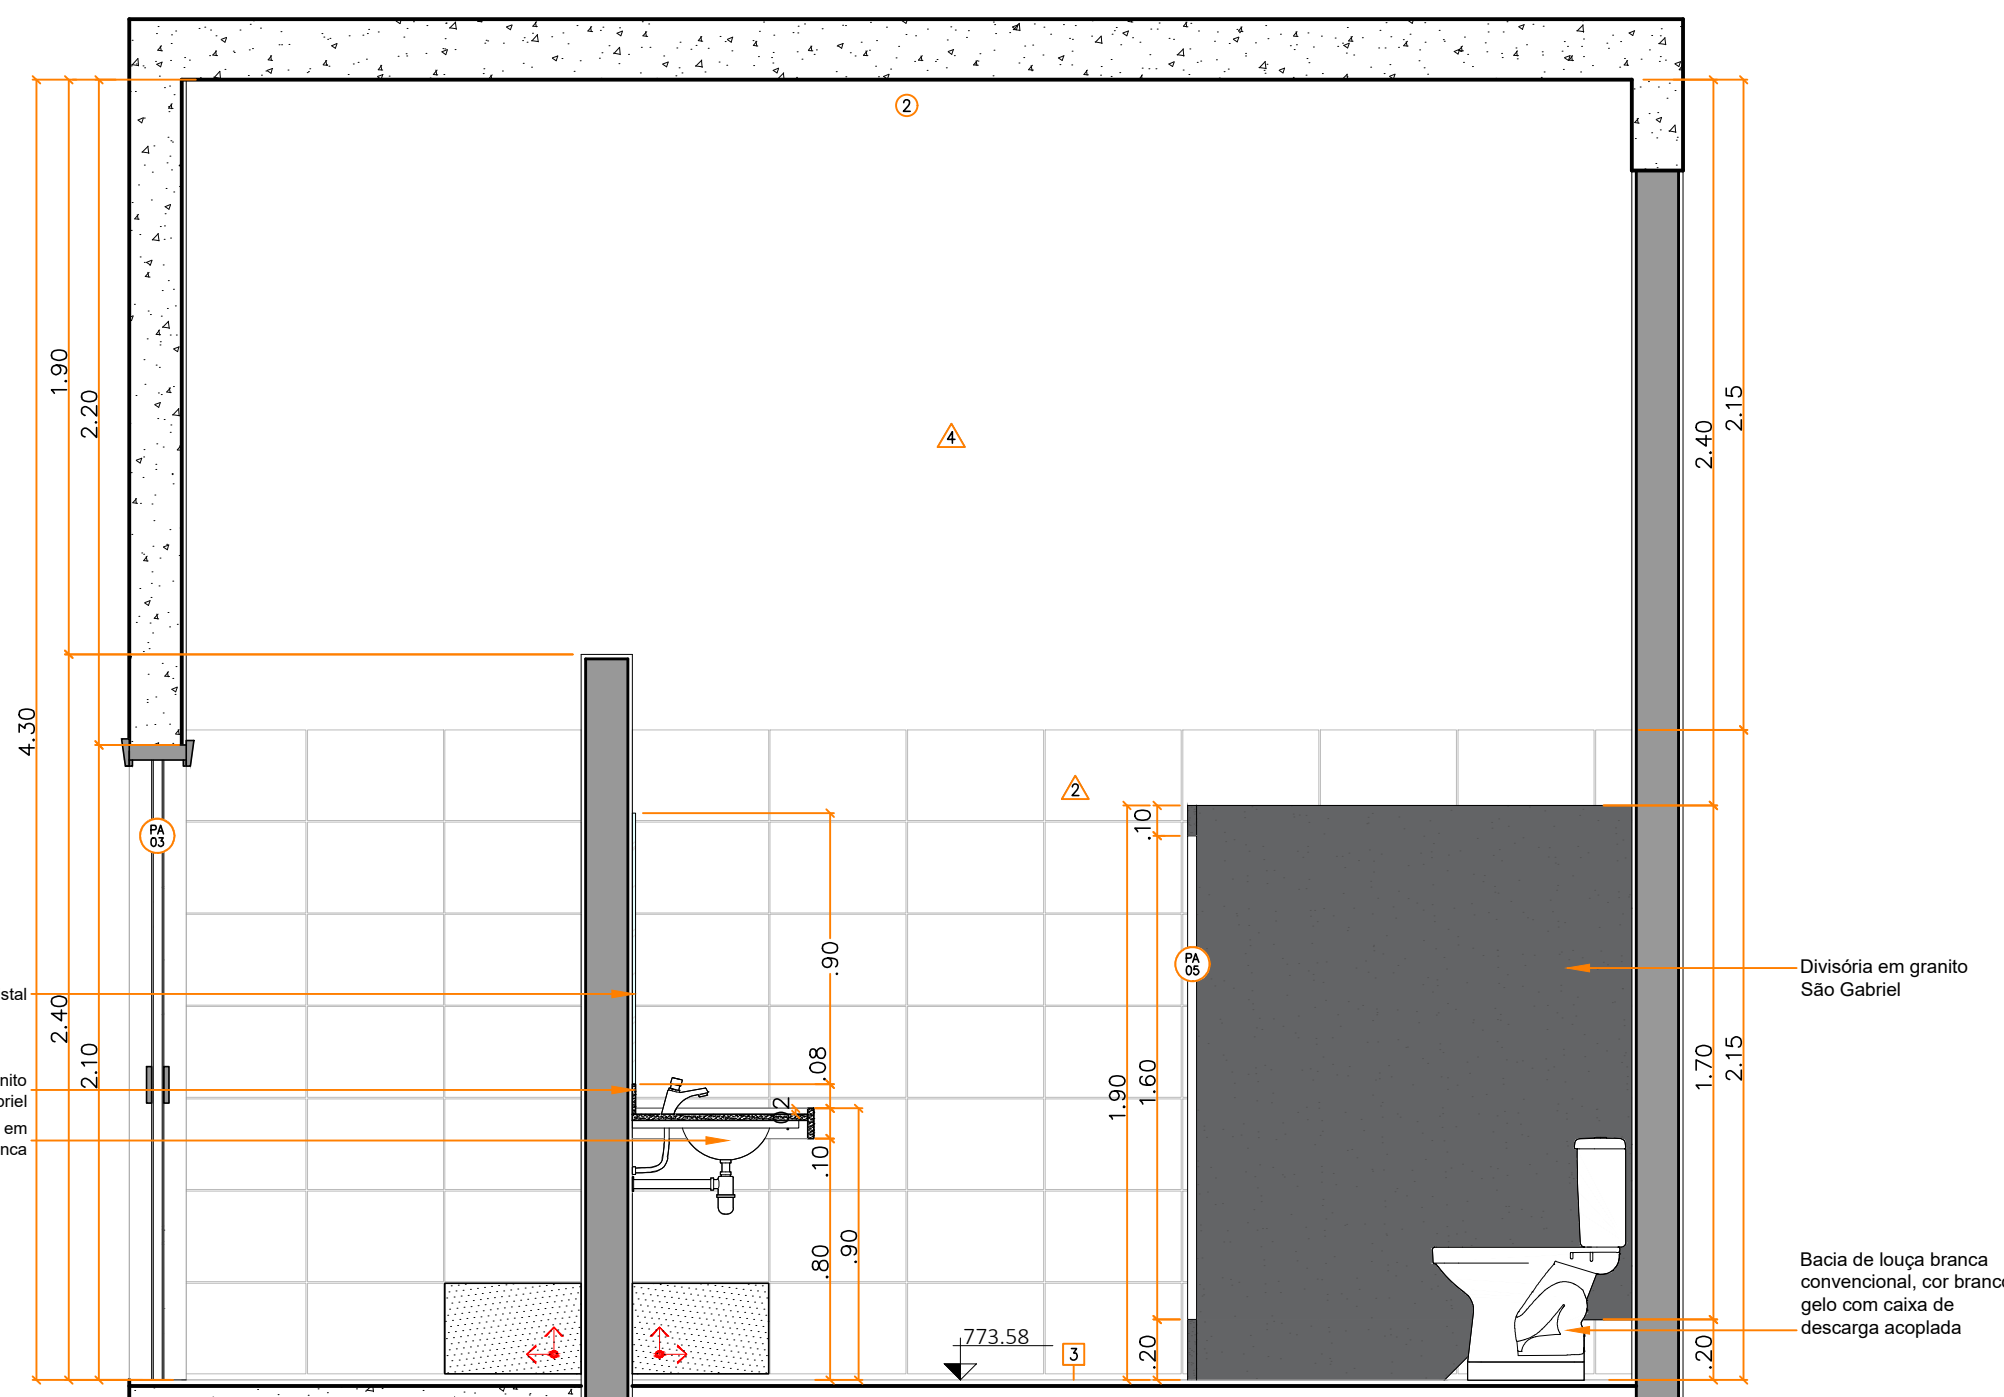 2
1.90
2.20
2.15
2.40
4
4.30
2
PA
03
.10
.90
PA
05
Divisória em granito
São Gabriel
stal
2.40
2.10
.08
1.90
1.60
1.70
2.15
nito
riel
em
nca
.02
.10
.80
.90
Bacia de louça branca
convencional, cor branco
gelo com caixa de
descarga acoplada
773.58
3
.20
.20